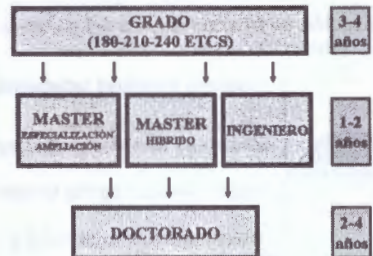 GRADO
(180-210-240 ETCS)
3-4
años
MASTER
ESPECIALIZACIÓN
AMPLIACIÓN
MASTER
HIBRIDO
INGENIERO
1-2
años
DOCTORADO
2-4
años